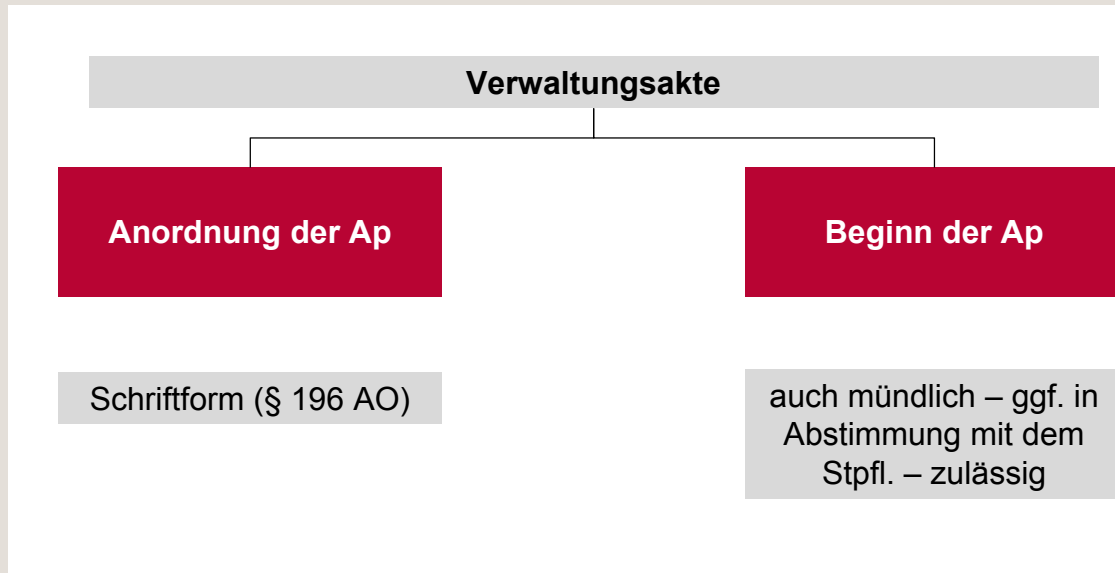 Verwaltungsakte
Anordnung der Ap
Beginn der Ap
Schriftform (§ 196 AO)
auch mündlich – ggf. in
Abstimmung mit dem
Stpfl. – zulässig